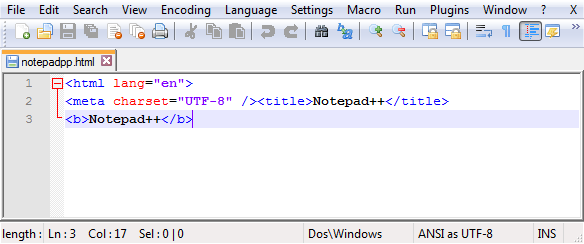 File Edit Search View Encoding Language Settings Macro Run Plugins Window ? X
notepadpp.html
1 <html lang="en">
2 <meta charset="UTF-8" /><title>Notepad++</title>
3 <b>Notepad++</b>
length : Ln : 3 Col : 17 Sel : 0 | 0 Dos\Windows ANSI as UTF-8 INS